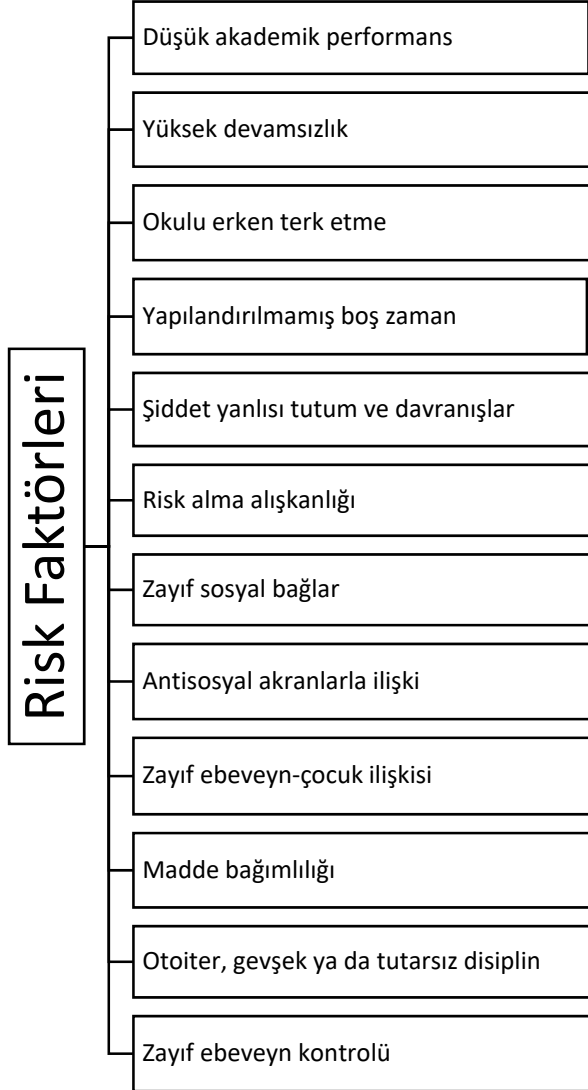 Risk Faktörleri
Düşük akademik performans
Yüksek devamsızlık
Okulu erken terk etme
Yapılandırılmamış boş zaman
Şiddet yanlısı tutum ve davranışlar
Risk alma alışkanlığı
Zayıf sosyal bağlar
Antisosyal akranlarla ilişki
Zayıf ebeveyn-çocuk ilişkisi
Madde bağımlılığı
Otoiter, gevşek ya da tutarsız disiplin
Zayıf ebeveyn kontrolü